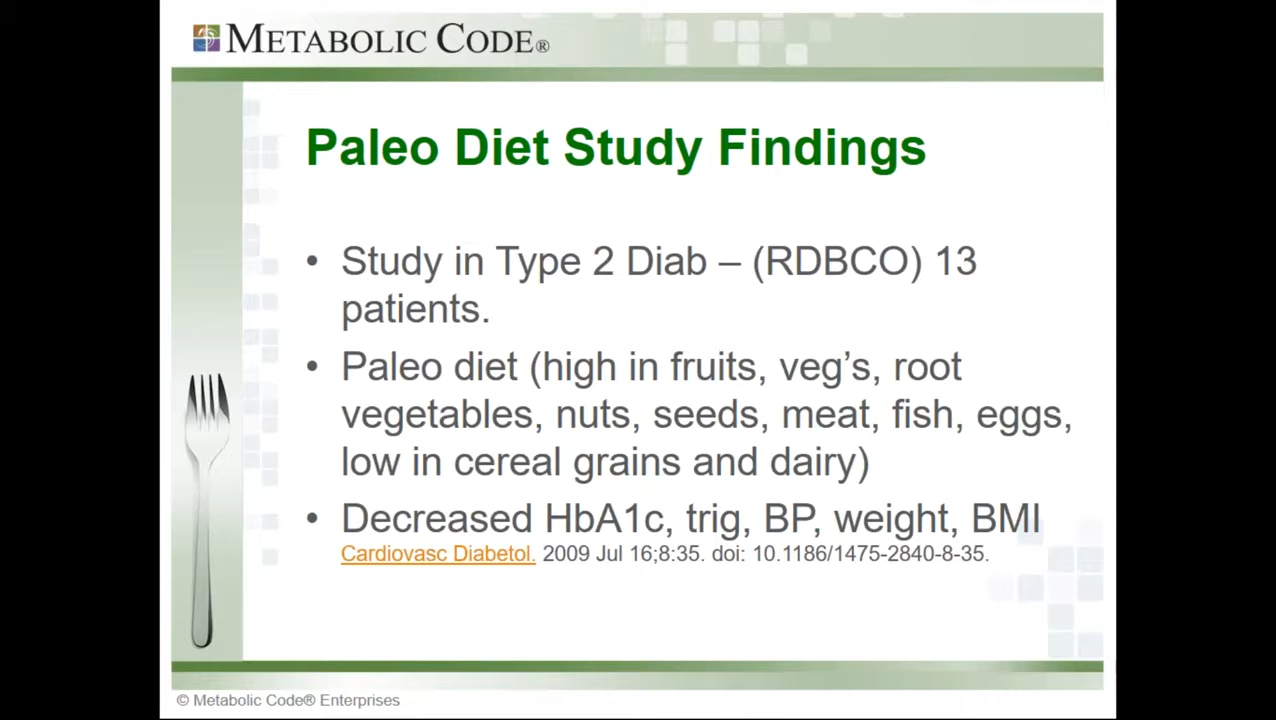 METABOLIC CODE®
Paleo Diet Study Findings
• Study in Type 2 Diab – (RDBCO) 13
patients.
• Paleo diet (high in fruits, veg’s, root
vegetables, nuts, seeds, meat, fish, eggs,
low in cereal grains and dairy)
• Decreased HbA1c, trig, BP, weight, BMI
Cardiovasc Diabetol. 2009 Jul 16;8:35. doi: 10.1186/1475-2840-8-35.
© Metabolic Code® Enterprises